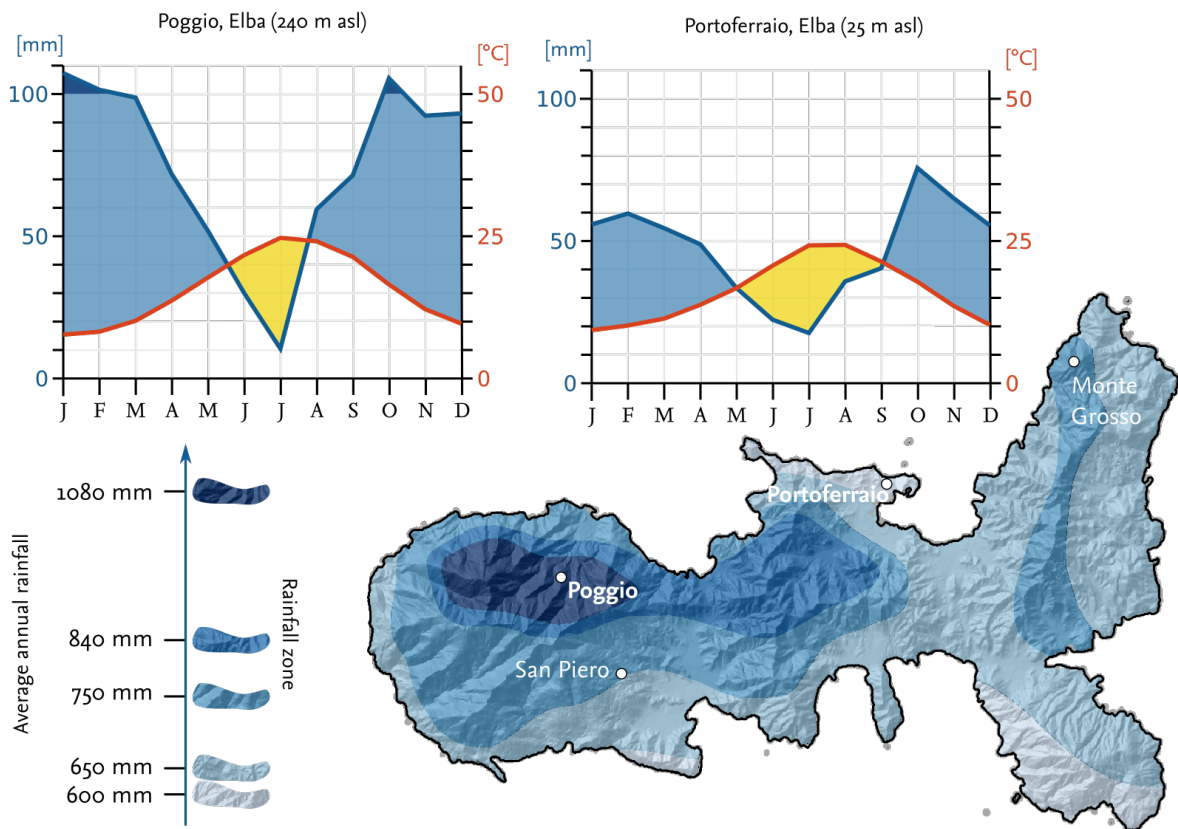 Poggio, Elba (240 m asl)
[mm]
[°C]
100
50
0
50
25
0
J F M A M J J A S O N D
Portoferraio, Elba (25 m asl)
[mm]
[°C]
100
50
0
50
25
0
J F M A M J J A S O N D
Monte
Grosso
Portoferraio
Poggio
San Piero
Average annual rainfall
1080 mm
840 mm
750 mm
650 mm
600 mm
Rainfall zone